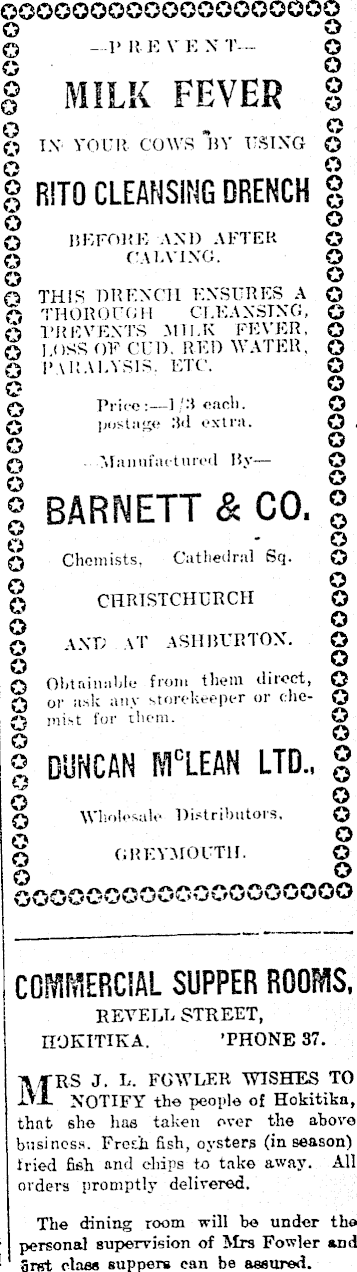 —PREVENT—
MILK FEVER
IN YOUR COWS BY USING
RITO CLEANSING DRENCH
BEFORE AND AFTER
CALVING.
THIS DRENCH ENSURES A
THOROUGH CLEANSING,
PREVENTS MILK FEVER,
LOSS OF CUD, RED WATER,
PARALYSIS, ETC.
Price:—1/3 each.
postage 3d extra.
—Manufactured By—
BARNETT & CO.
Chemists, Cathedral Sq.
CHRISTCHURCH
AND AT ASHBURTON.
Obtainable from them direct,
or ask any storekeeper or che-
mist for them.
DUNCAN McLEAN LTD.,
Wholesale Distributors.
GREYMOUTH.
COMMERCIAL SUPPER ROOMS,
REVELL STREET,
HOKITIKA. 'PHONE 37.
MRS J. L. FOWLER WISHES TO
NOTIFY the people of Hokitika,
that she has taken over the above
business. Fresh fish, oysters (in season)
fried fish and chips to take away. All
orders promptly delivered.
The dining room will be under the
personal supervision of Mrs Fowler and
first class suppers can be assured.